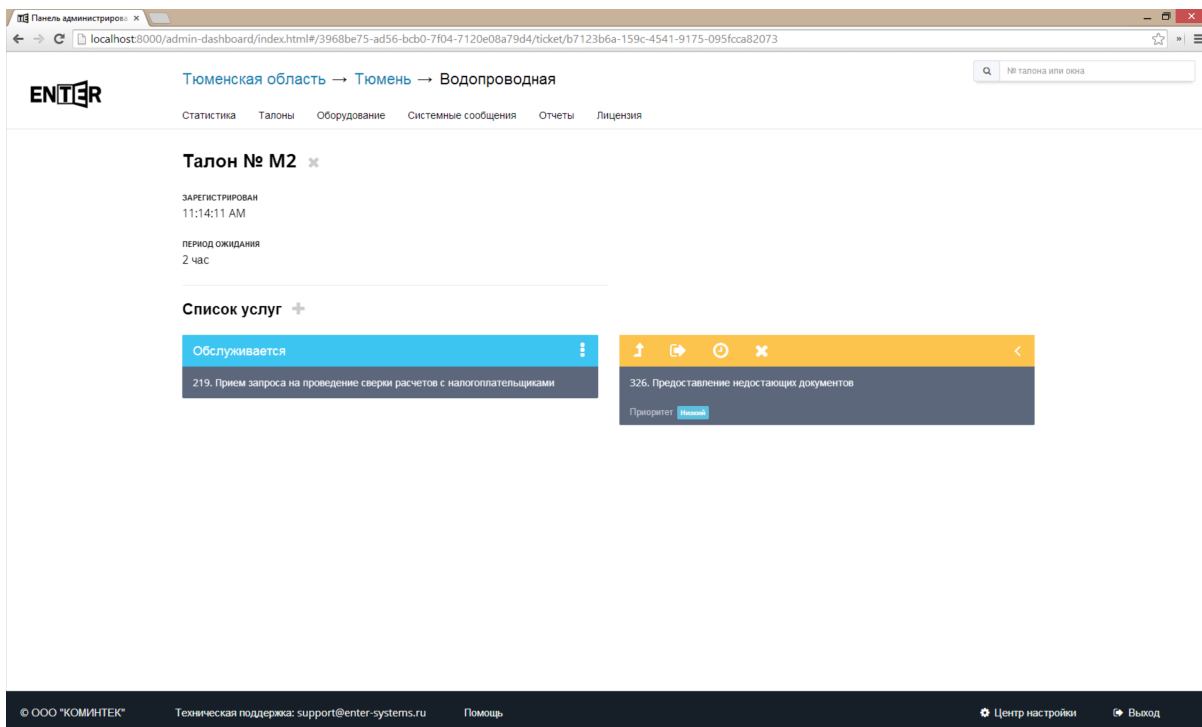 Панель администрирова
localhost:8000/admin-dashboard/index.html#/3968be75-ad56-bcb0-7f04-7120e08a79d4/ticket/b7123b6a-159c-4541-9175-095fcca82073
ENTER
Тюменская область → Тюмень → Водопроводная
№ талона или окна
Статистика Талоны Оборудование Системные сообщения Отчеты Лицензия
Талон № М2
ЗАРЕГИСТРИРОВАН
11:14:11 AM
ПЕРИОД ОЖИДАНИЯ
2 час
Список услуг
Обслуживается
219. Прием запроса на проведение сверки расчетов с налогоплательщиками
326. Предоставление недостающих документов
Приоритет Низкий
© ООО "КОМИНТЕК" Техническая поддержка: support@enter-systems.ru Помощь Центр настройки Выход